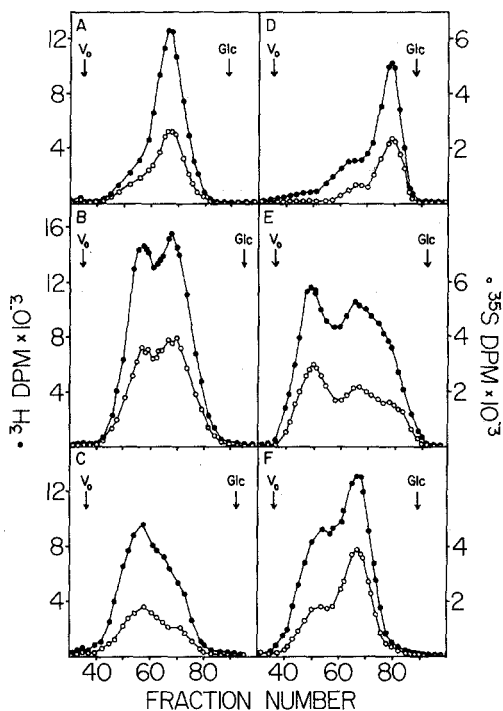 A
V₀
Glc
12
8
4
D
V₀
Glc
6
4
2
B
V₀
Glc
16
12
8
4
E
V₀
Glc
6
4
2
C
V₀
Glc
12
8
4
F
V₀
Glc
4
2
• ³H DPM ×10⁻³
○ ³⁵S DPM ×10⁻³
40 60 80 40 60 80
FRACTION NUMBER